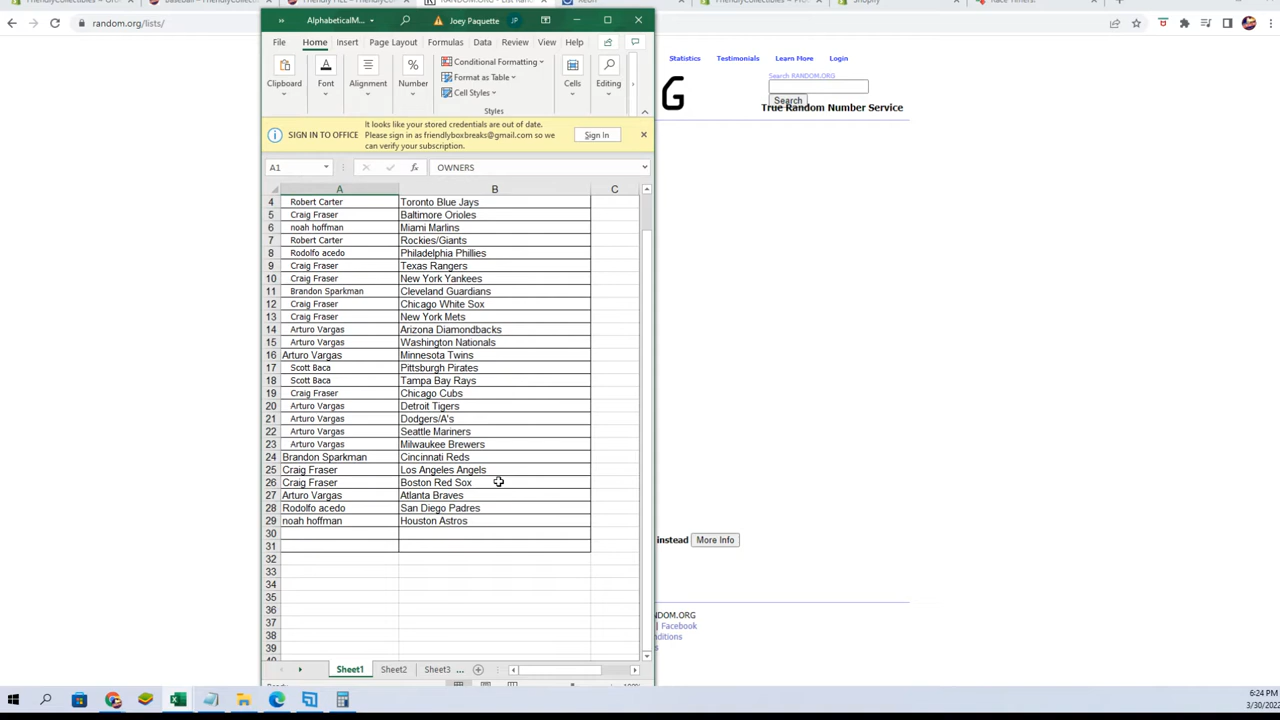 random.org/lists/
AlphabeticalM...
Joey Paquette
JP
File Home Insert Page Layout Formulas Data Review View Help
Clipboard
Font
Alignment
Number
Conditional Formatting
Format as Table
Cell Styles
Styles
Cells
Editing
SIGN IN TO OFFICE
It looks like your stored credentials are out of date.
Please sign in as friendlyboxbreaks@gmail.com so we
can verify your subscription.
Sign In
A1
OWNERS
A B C
4 Robert Carter Toronto Blue Jays
5 Craig Fraser Baltimore Orioles
6 noah hoffman Miami Marlins
7 Robert Carter Rockies/Giants
8 Rodolfo acedo Philadelphia Phillies
9 Craig Fraser Texas Rangers
10 Craig Fraser New York Yankees
11 Brandon Sparkman Cleveland Guardians
12 Craig Fraser Chicago White Sox
13 Craig Fraser New York Mets
14 Arturo Vargas Arizona Diamondbacks
15 Arturo Vargas Washington Nationals
16 Arturo Vargas Minnesota Twins
17 Scott Baca Pittsburgh Pirates
18 Scott Baca Tampa Bay Rays
19 Craig Fraser Chicago Cubs
20 Arturo Vargas Detroit Tigers
21 Arturo Vargas Dodgers/A's
22 Arturo Vargas Seattle Mariners
23 Arturo Vargas Milwaukee Brewers
24 Brandon Sparkman Cincinnati Reds
25 Craig Fraser Los Angeles Angels
26 Craig Fraser Boston Red Sox
27 Arturo Vargas Atlanta Braves
28 Rodolfo acedo San Diego Padres
29 noah hoffman Houston Astros
30
31
32
33
34
35
36
37
38
39
Sheet1 Sheet2 Sheet3 ...
Statistics Testimonials Learn More Login
Search RANDOM.ORG
Search
G
True Random Number Service
instead More Info
NDOM.ORG
| Facebook
nditions
6:24 PM